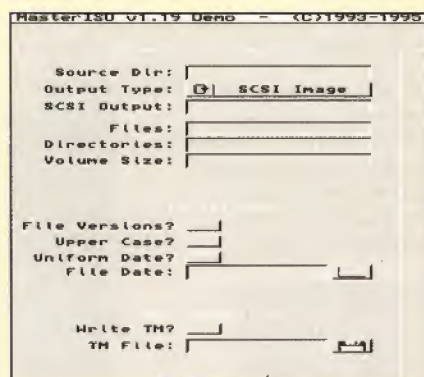 MasterISO v1.19 Demo - (C)1993-1995
Source Dir:
Output Type: SCSI Image
SCSI Output:
Files:
Directories:
Volume Size:
File Versions?
Upper Case?
Uniform Date?
File Date:
Write TM?
TM File: